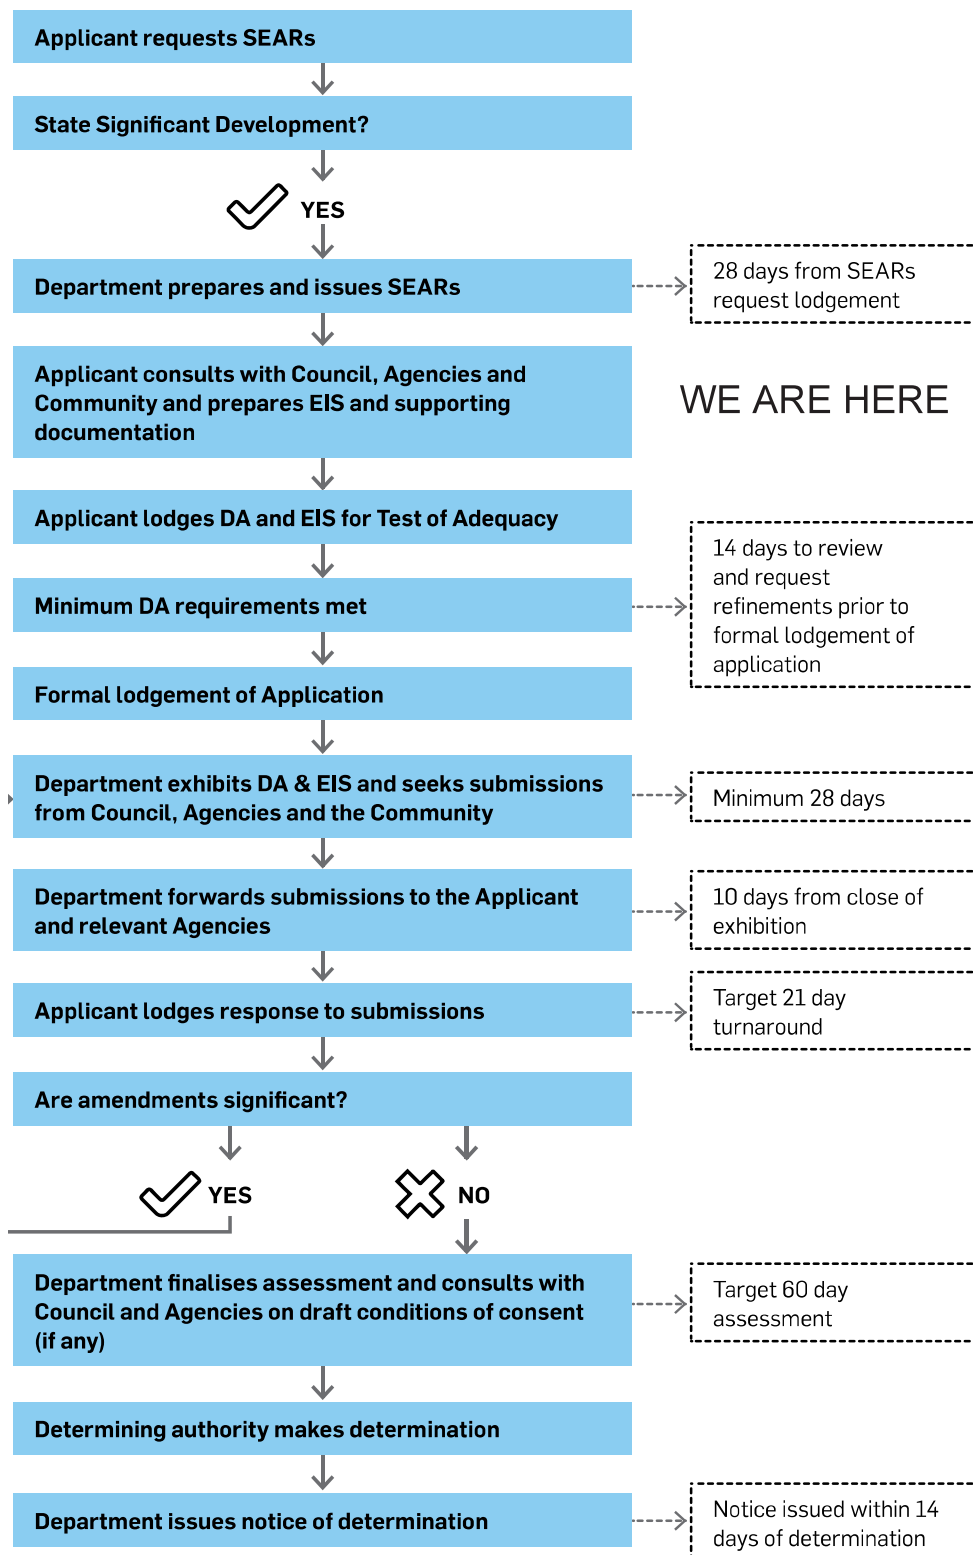 Applicant requests SEARs
State Significant Development?
YES
Department prepares and issues SEARs
28 days from SEARs
request lodgement
Applicant consults with Council, Agencies and
Community and prepares EIS and supporting
documentation
WE ARE HERE
Applicant lodges DA and EIS for Test of Adequacy
Minimum DA requirements met
14 days to review
and request
refinements prior to
formal lodgement of
application
Formal lodgement of Application
Department exhibits DA & EIS and seeks submissions
from Council, Agencies and the Community
Minimum 28 days
Department forwards submissions to the Applicant
and relevant Agencies
10 days from close of
exhibition
Applicant lodges response to submissions
Target 21 day
turnaround
Are amendments significant?
YES
NO
Department finalises assessment and consults with
Council and Agencies on draft conditions of consent
(if any)
Target 60 day
assessment
Determining authority makes determination
Department issues notice of determination
Notice issued within 14
days of determination